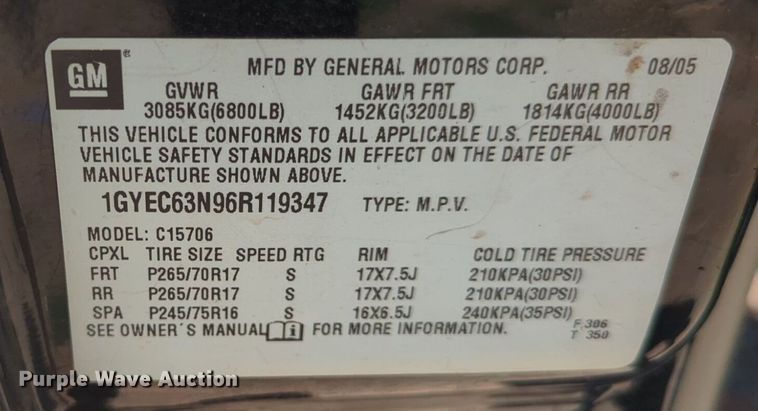 GM ®
MFD BY GENERAL MOTORS CORP. 08/05
GVWR GAWR FRT GAWR RR
3085KG(6800LB) 1452KG(3200LB) 1814KG(4000LB)
THIS VEHICLE CONFORMS TO ALL APPLICABLE U.S. FEDERAL MOTOR
VEHICLE SAFETY STANDARDS IN EFFECT ON THE DATE OF
MANUFACTURE SHOWN ABOVE.
1GYEC63N96R119347 TYPE: M.P.V.
MODEL: C15706
CPXL TIRE SIZE SPEED RTG RIM COLD TIRE PRESSURE
FRT P265/70R17 S 17X7.5J 210KPA(30PSI)
RR P265/70R17 S 17X7.5J 210KPA(30PSI)
SPA P245/75R16 S 16X6.5J 240KPA(35PSI)
SEE OWNER'S MANUAL i FOR MORE INFORMATION.
F 306
T 350
Purple Wave Auction